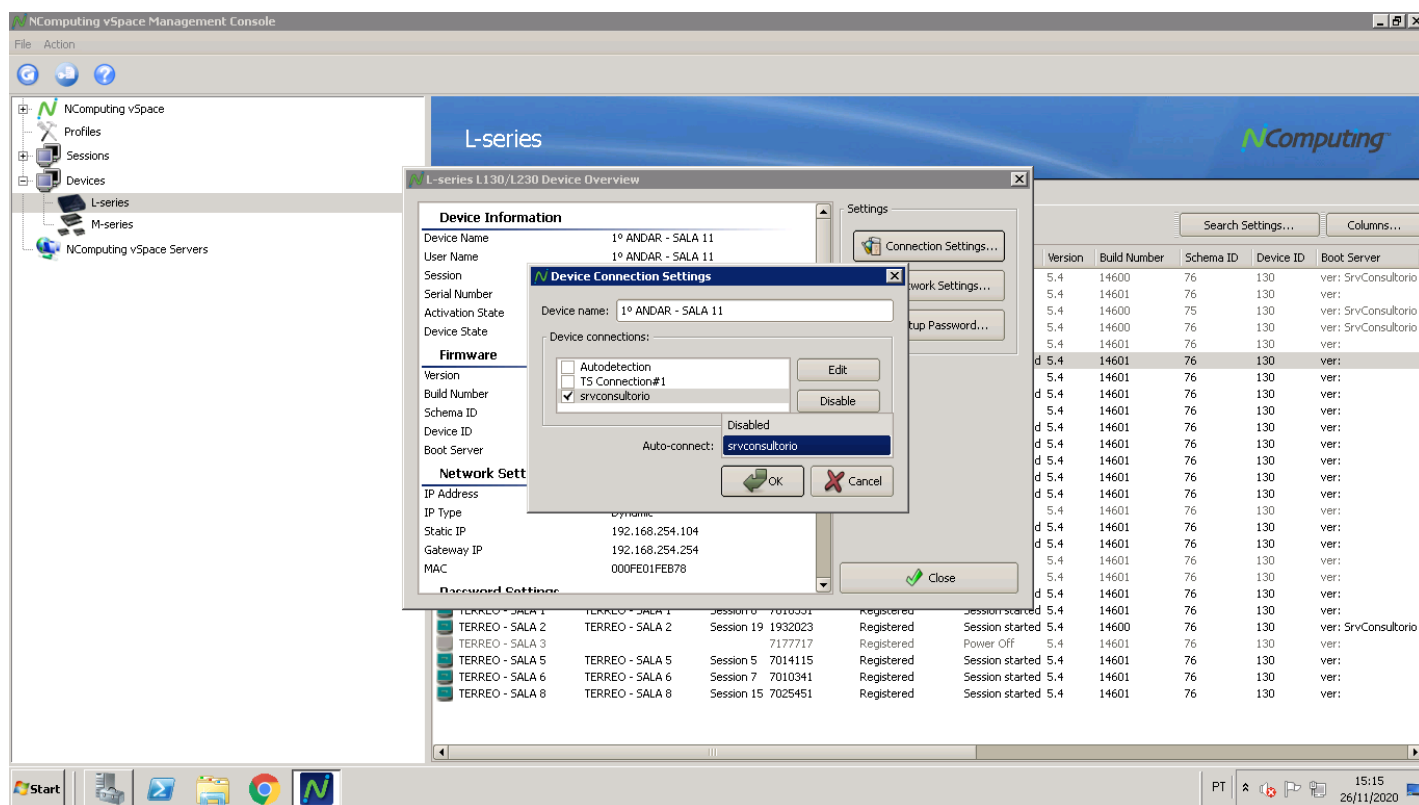 NComputing vSpace Management Console
File Action
NComputing vSpace
Profiles
Sessions
Devices
L-series
M-series
NComputing vSpace Servers
L-series
NComputing
Search Settings...
Columns...
Version Build Number Schema ID Device ID Boot Server
5.4 14600 76 130 ver: SrvConsultorio
5.4 14601 76 130 ver:
5.4 14600 75 130 ver: SrvConsultorio
5.4 14600 76 130 ver: SrvConsultorio
5.4 14601 76 130 ver:
d 5.4 14601 76 130 ver:
5.4 14601 76 130 ver:
d 5.4 14601 76 130 ver:
5.4 14601 76 130 ver:
d 5.4 14601 76 130 ver:
d 5.4 14601 76 130 ver:
d 5.4 14601 76 130 ver:
d 5.4 14601 76 130 ver:
d 5.4 14601 76 130 ver:
5.4 14601 76 130 ver:
d 5.4 14601 76 130 ver:
d 5.4 14601 76 130 ver:
5.4 14601 76 130 ver:
5.4 14601 76 130 ver:
d 5.4 14601 76 130 ver:
TERREO - SALA 1 TERREO - SALA 1 Session 6 7010331 Registered Session started 5.4 14601 76 130 ver:
TERREO - SALA 2 TERREO - SALA 2 Session 19 1932023 Registered Session started 5.4 14600 76 130 ver: SrvConsultorio
TERREO - SALA 3 7177717 Registered Power Off 5.4 14601 76 130 ver:
TERREO - SALA 5 TERREO - SALA 5 Session 5 7014115 Registered Session started 5.4 14601 76 130 ver:
TERREO - SALA 6 TERREO - SALA 6 Session 7 7010341 Registered Session started 5.4 14601 76 130 ver:
TERREO - SALA 8 TERREO - SALA 8 Session 15 7025451 Registered Session started 5.4 14601 76 130 ver:
L-series L130/L230 Device Overview
Device Information
Device Name 1º ANDAR - SALA 11
User Name 1º ANDAR - SALA 11
Session
Serial Number
Activation State
Device State
Firmware
Version
Build Number
Schema ID
Device ID
Boot Server
Network Sett
IP Address
IP Type Dynamic
Static IP 192.168.254.104
Gateway IP 192.168.254.254
MAC 000FE01FEB78
Password Settings
Settings
Connection Settings...
work Settings...
tup Password...
Close
Device Connection Settings
Device name: 1º ANDAR - SALA 11
Device connections:
Autodetection
TS Connection#1
srvconsultorio
Edit
Disable
Disabled
Auto-connect: srvconsultorio
OK
Cancel
Start
PT
15:15
26/11/2020